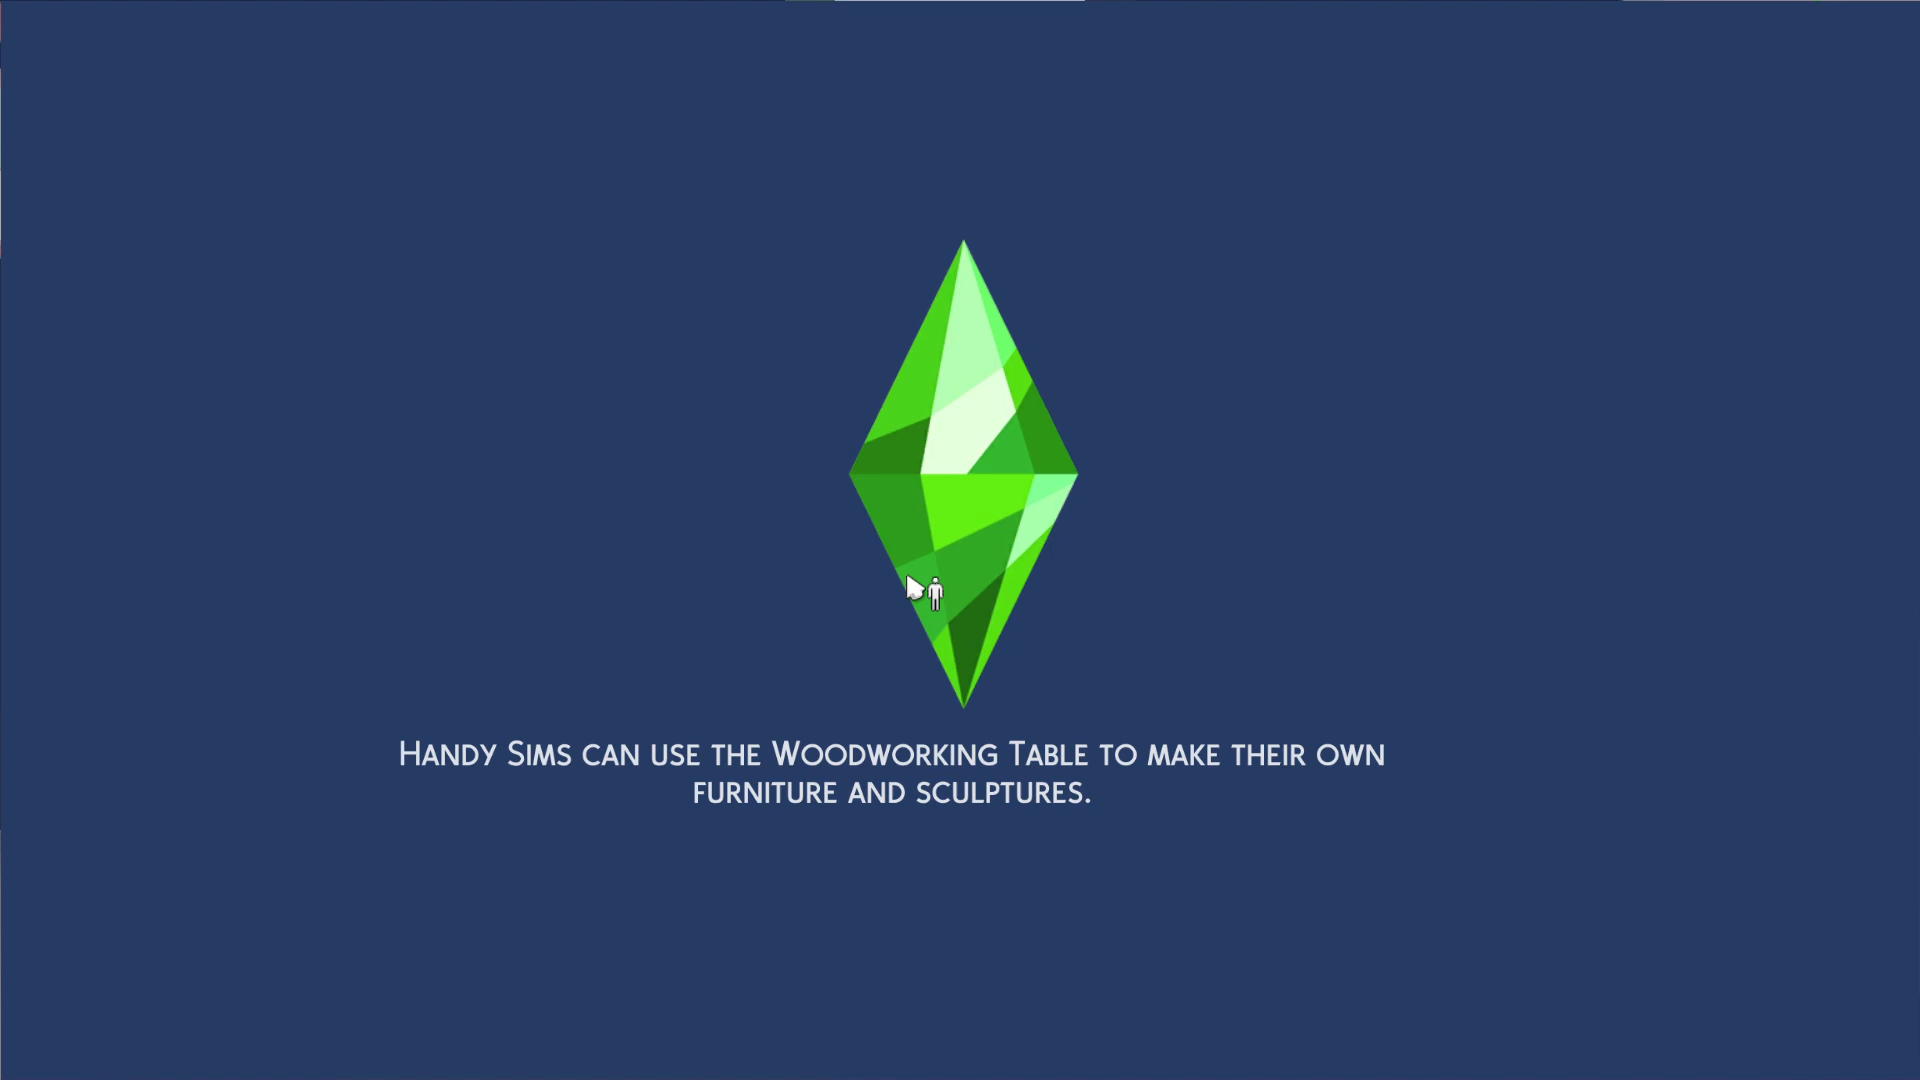 Handy Sims can use the Woodworking Table to make their own
furniture and sculptures.